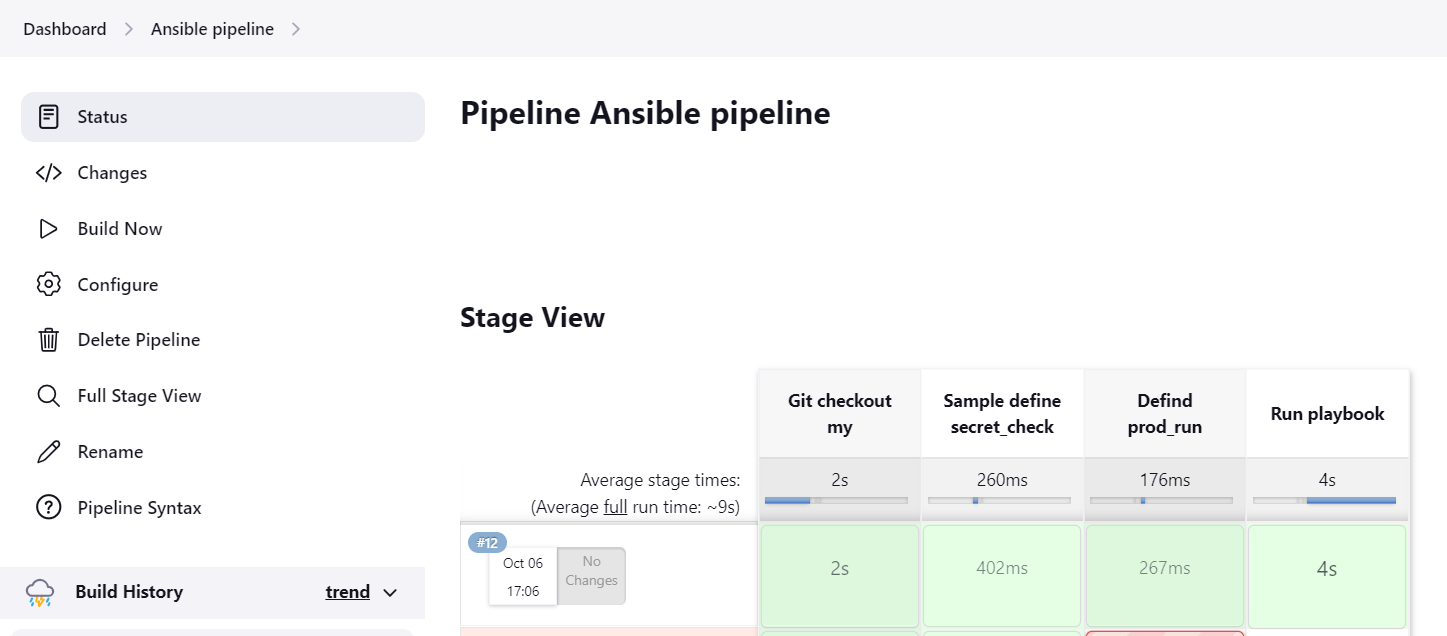 Dashboard
Ansible pipeline
Status
Changes
Build Now
Configure
Delete Pipeline
Full Stage View
Rename
Pipeline Syntax
Build History
trend
Pipeline Ansible pipeline
Stage View
Git checkout
my
Sample define
secret_check
Defind
prod_run
Run playbook
Average stage times:
(Average full run time: ~9s)
2s
260ms
176ms
4s
#12
Oct 06
17:06
No
Changes
2s
402ms
267ms
4s